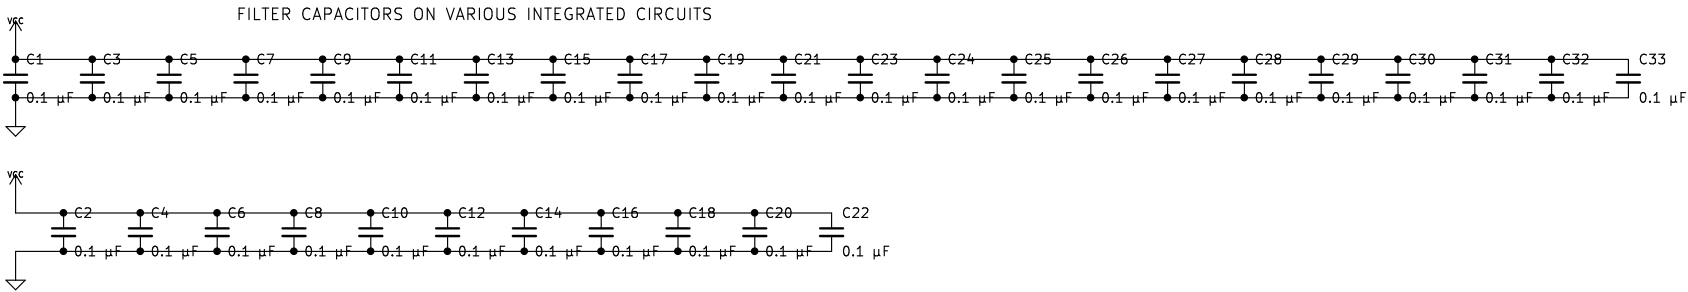 FILTER CAPACITORS ON VARIOUS INTEGRATED CIRCUITS
VCC
C1 C3 C5 C7 C9 C11 C13 C15 C17 C19 C21 C23 C24 C25 C26 C27 C28 C29 C30 C31 C32 C33
0.1 µF 0.1 µF 0.1 µF 0.1 µF 0.1 µF 0.1 µF 0.1 µF 0.1 µF 0.1 µF 0.1 µF 0.1 µF 0.1 µF 0.1 µF 0.1 µF 0.1 µF 0.1 µF 0.1 µF 0.1 µF 0.1 µF 0.1 µF 0.1 µF 0.1 µF
VCC
C2 C4 C6 C8 C10 C12 C14 C16 C18 C20 C22
0.1 µF 0.1 µF 0.1 µF 0.1 µF 0.1 µF 0.1 µF 0.1 µF 0.1 µF 0.1 µF 0.1 µF 0.1 µF